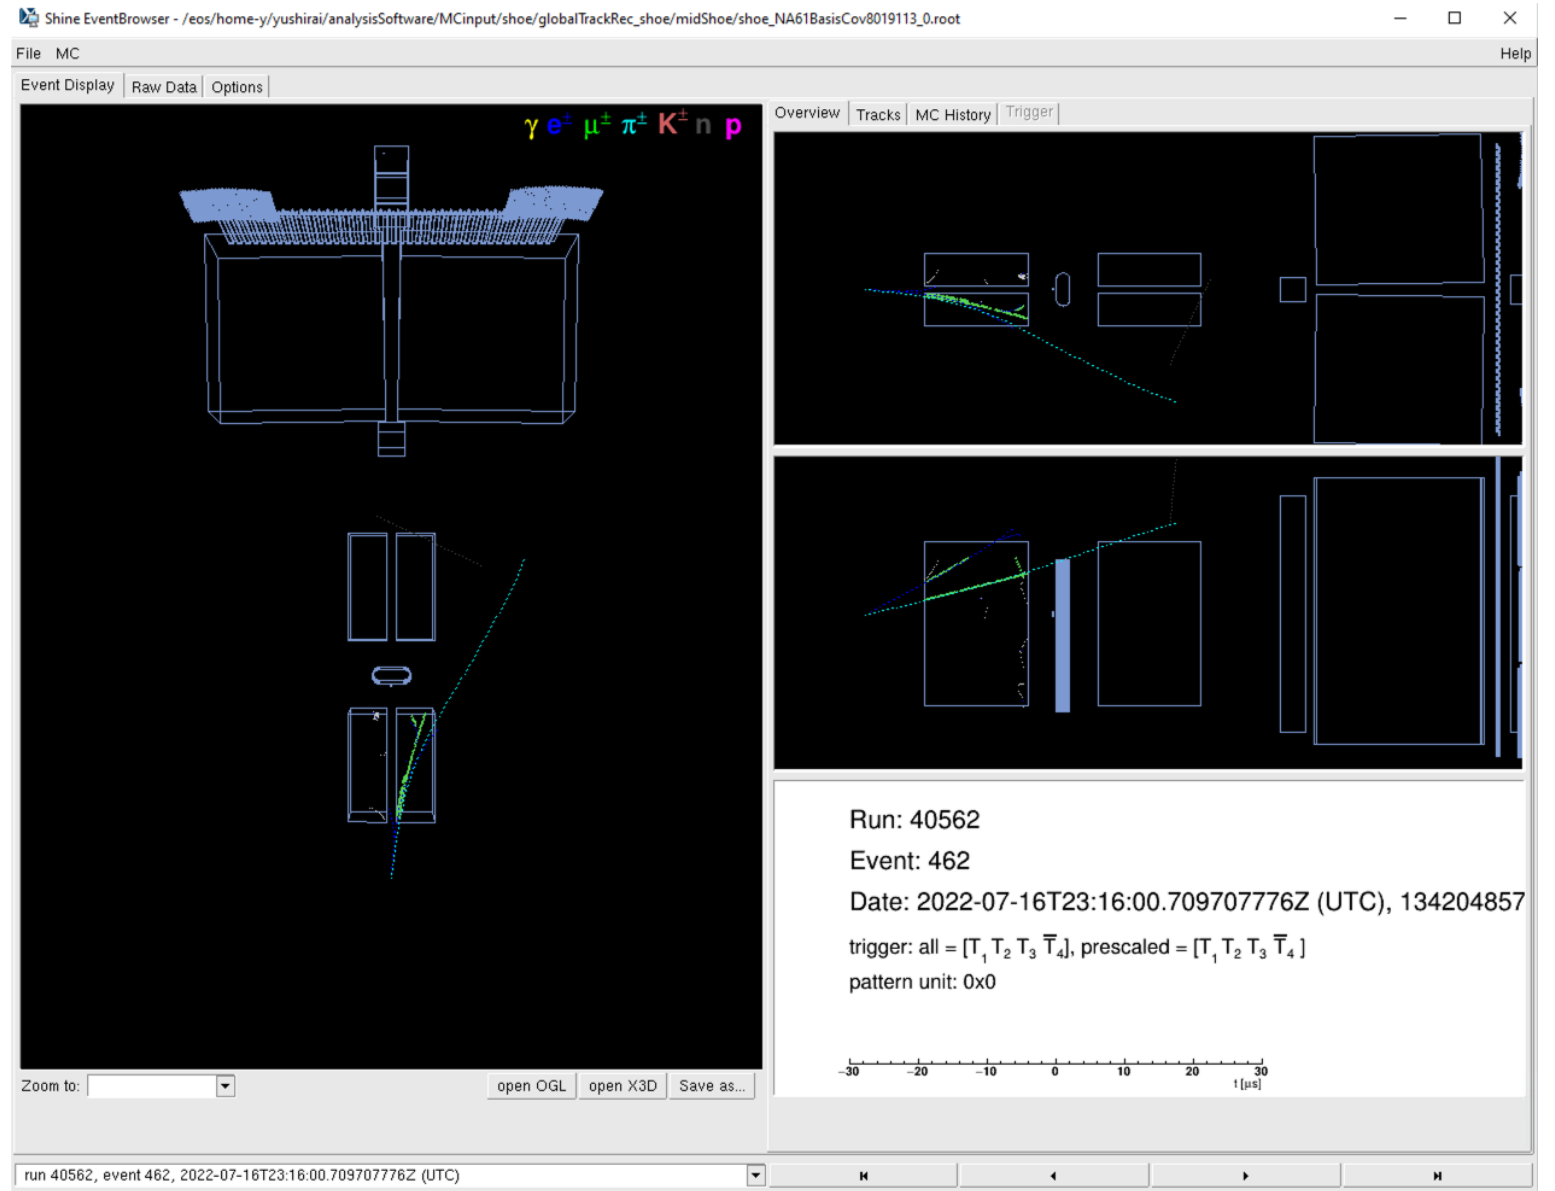 Shine EventBrowser - /eos/home-y/yushirai/analysisSoftware/MCinput/shoe/globalTrackRec_shoe/midShoe/shoe_NA61BasisCov8019113_0.root
File MC Help
Event Display Raw Data Options
γ e± μ± π± K± n p
Overview Tracks MC History Trigger
Run: 40562
Event: 462
Date: 2022-07-16T23:16:00.709707776Z (UTC), 134204857
trigger: all = [T₁ T₂ T₃ T̅₄], prescaled = [T₁ T₂ T₃ T̅₄ ]
pattern unit: 0x0
−30 −20 −10 0 10 20 30
t [μs]
Zoom to: open OGL open X3D Save as...
run 40562, event 462, 2022-07-16T23:16:00.709707776Z (UTC)